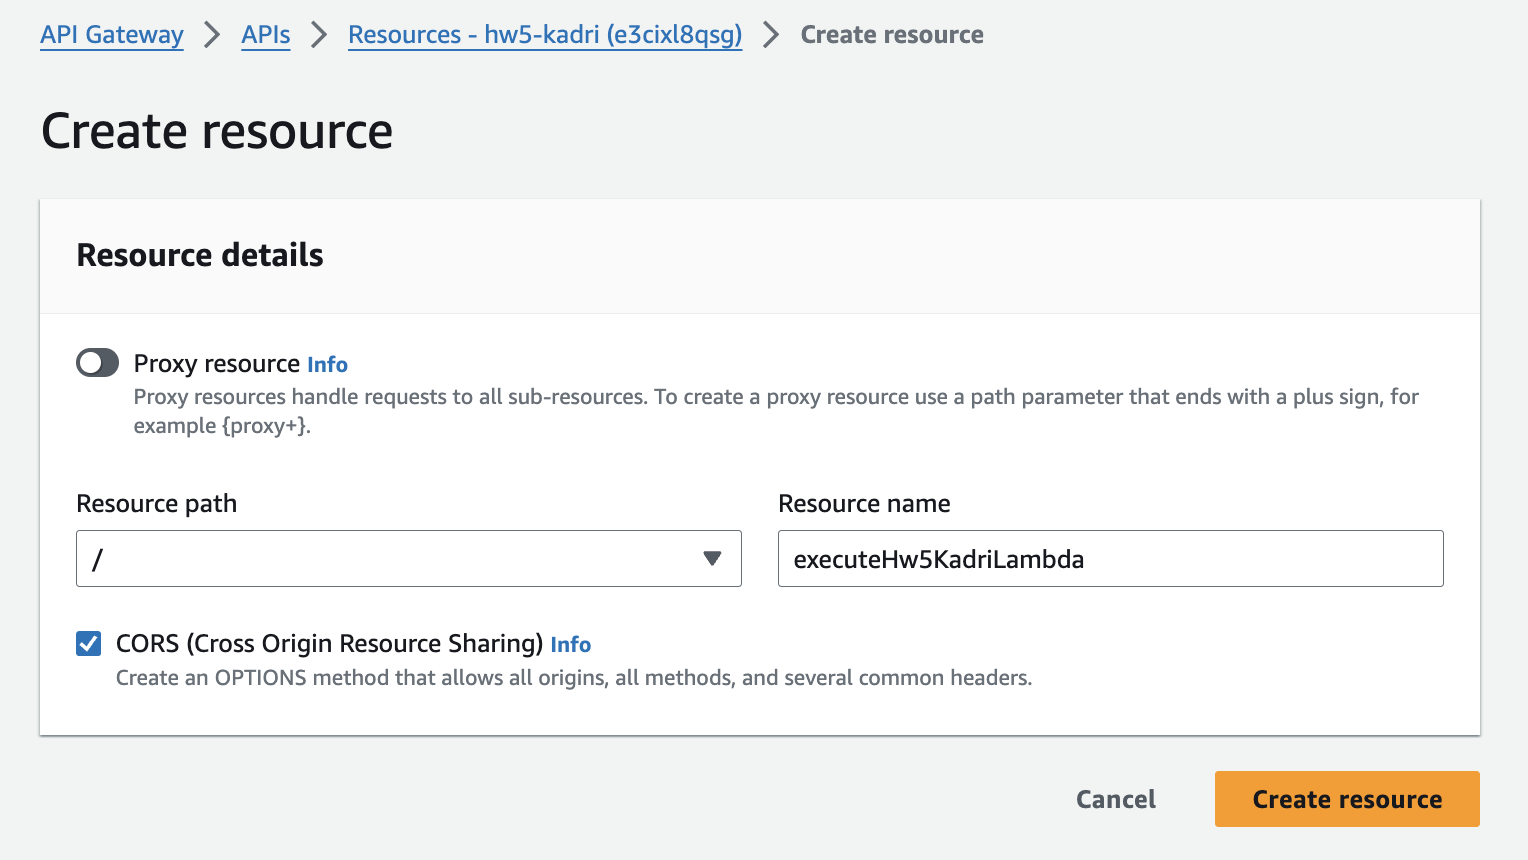 API Gateway > APIs > Resources - hw5-kadri (e3cixl8qsg) > Create resource
Create resource
Resource details
Proxy resource Info
Proxy resources handle requests to all sub-resources. To create a proxy resource use a path parameter that ends with a plus sign, for
example {proxy+}.
Resource path
/
Resource name
executeHw5KadriLambda
CORS (Cross Origin Resource Sharing) Info
Create an OPTIONS method that allows all origins, all methods, and several common headers.
Cancel
Create resource